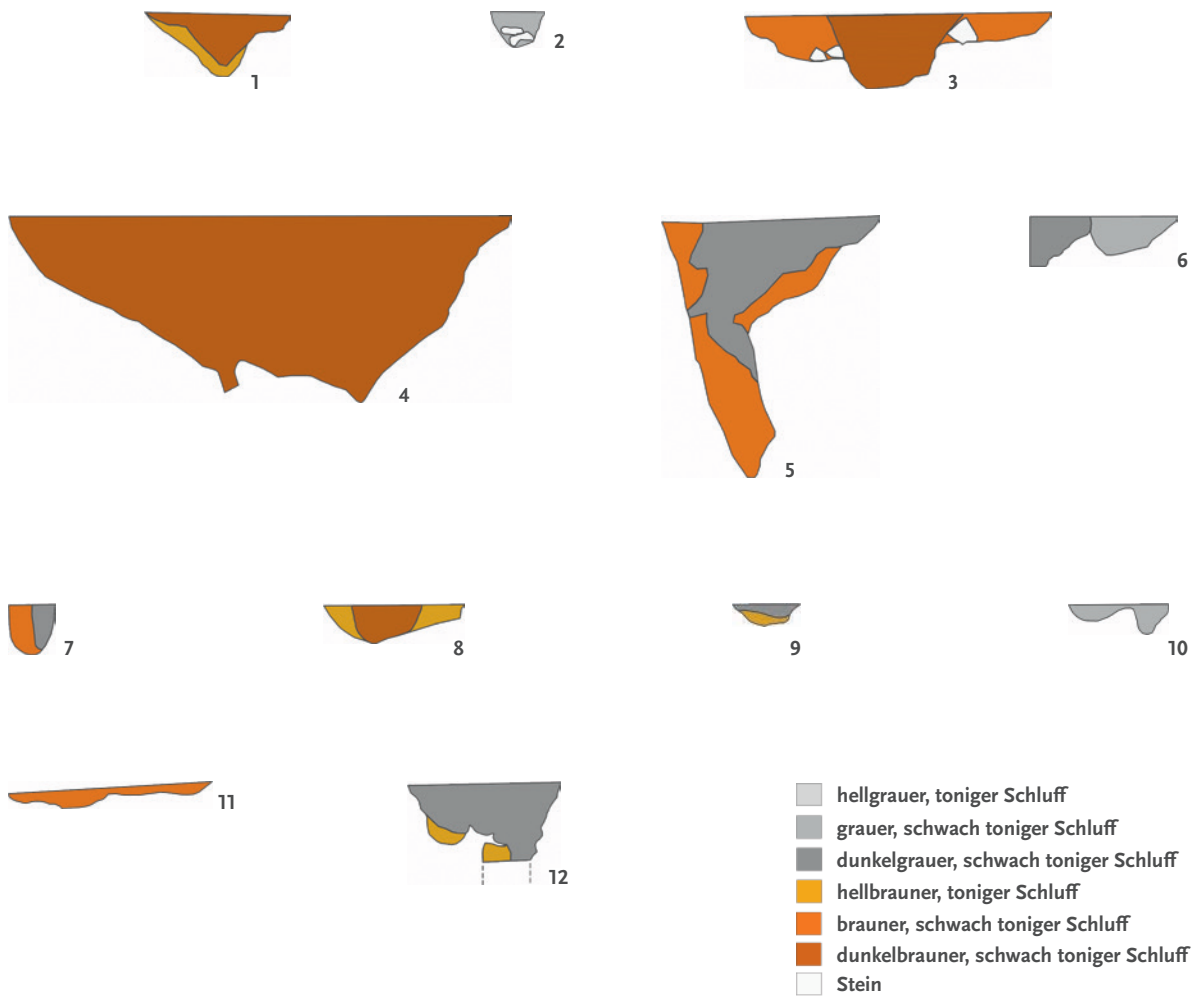 1
2
3
4
5
6
7
8
9
10
11
12
hellgrauer, toniger Schluff
grauer, schwach toniger Schluff
dunkelgrauer, schwach toniger Schluff
hellbrauner, toniger Schluff
brauner, schwach toniger Schluff
dunkelbrauner, schwach toniger Schluff
Stein